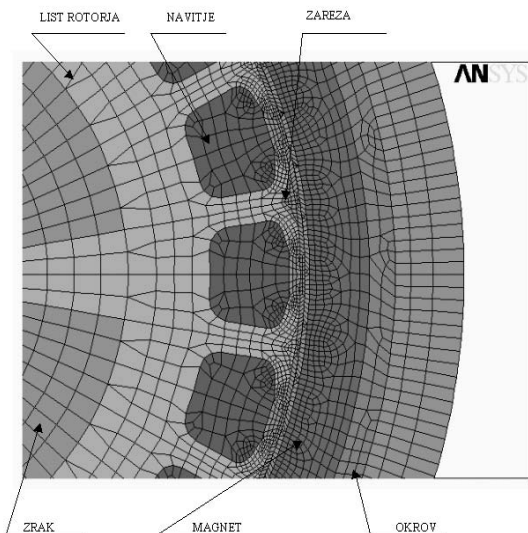 LIST ROTORJA
NAVITJE
ZAREZA
ANSYS
ZRAK
MAGNET
OKROV